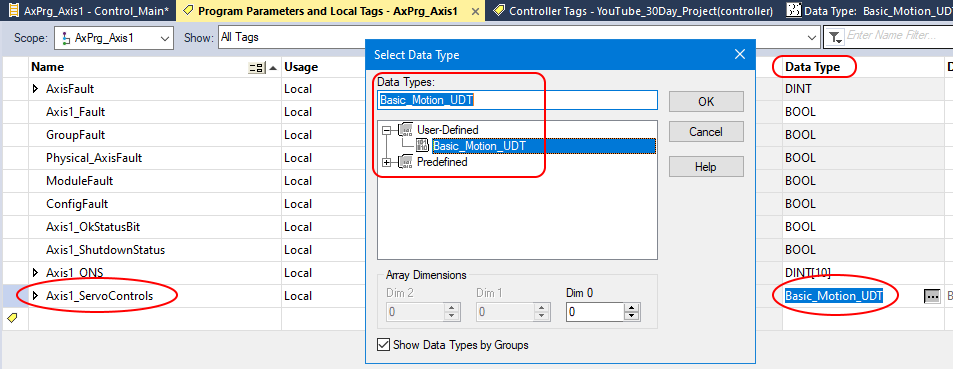 AxPrg_Axis1 - Control_Main*
Program Parameters and Local Tags - AxPrg_Axis1 X
Controller Tags - YouTube_30Day_Project(controller)
Data Type: Basic_Motion_UD
Scope: AxPrg_Axis1
Show: All Tags
Enter Name Filter...
Name
Usage
Data Type
D
AxisFault Local DINT
Axis1_Fault Local BOOL
GroupFault Local BOOL
Physical_AxisFault Local BOOL
ModuleFault Local BOOL
ConfigFault Local BOOL
Axis1_OkStatusBit Local BOOL
Axis1_ShutdownStatus Local BOOL
Axis1_ONS Local DINT[10]
Axis1_ServoControls Local Basic_Motion_UDT ... B
Select Data Type
Data Types:
Basic_Motion_UDT
User-Defined
Basic_Motion_UDT
Predefined
OK
Cancel
Help
Array Dimensions
Dim 2 Dim 1 Dim 0
0 0 0
Show Data Types by Groups